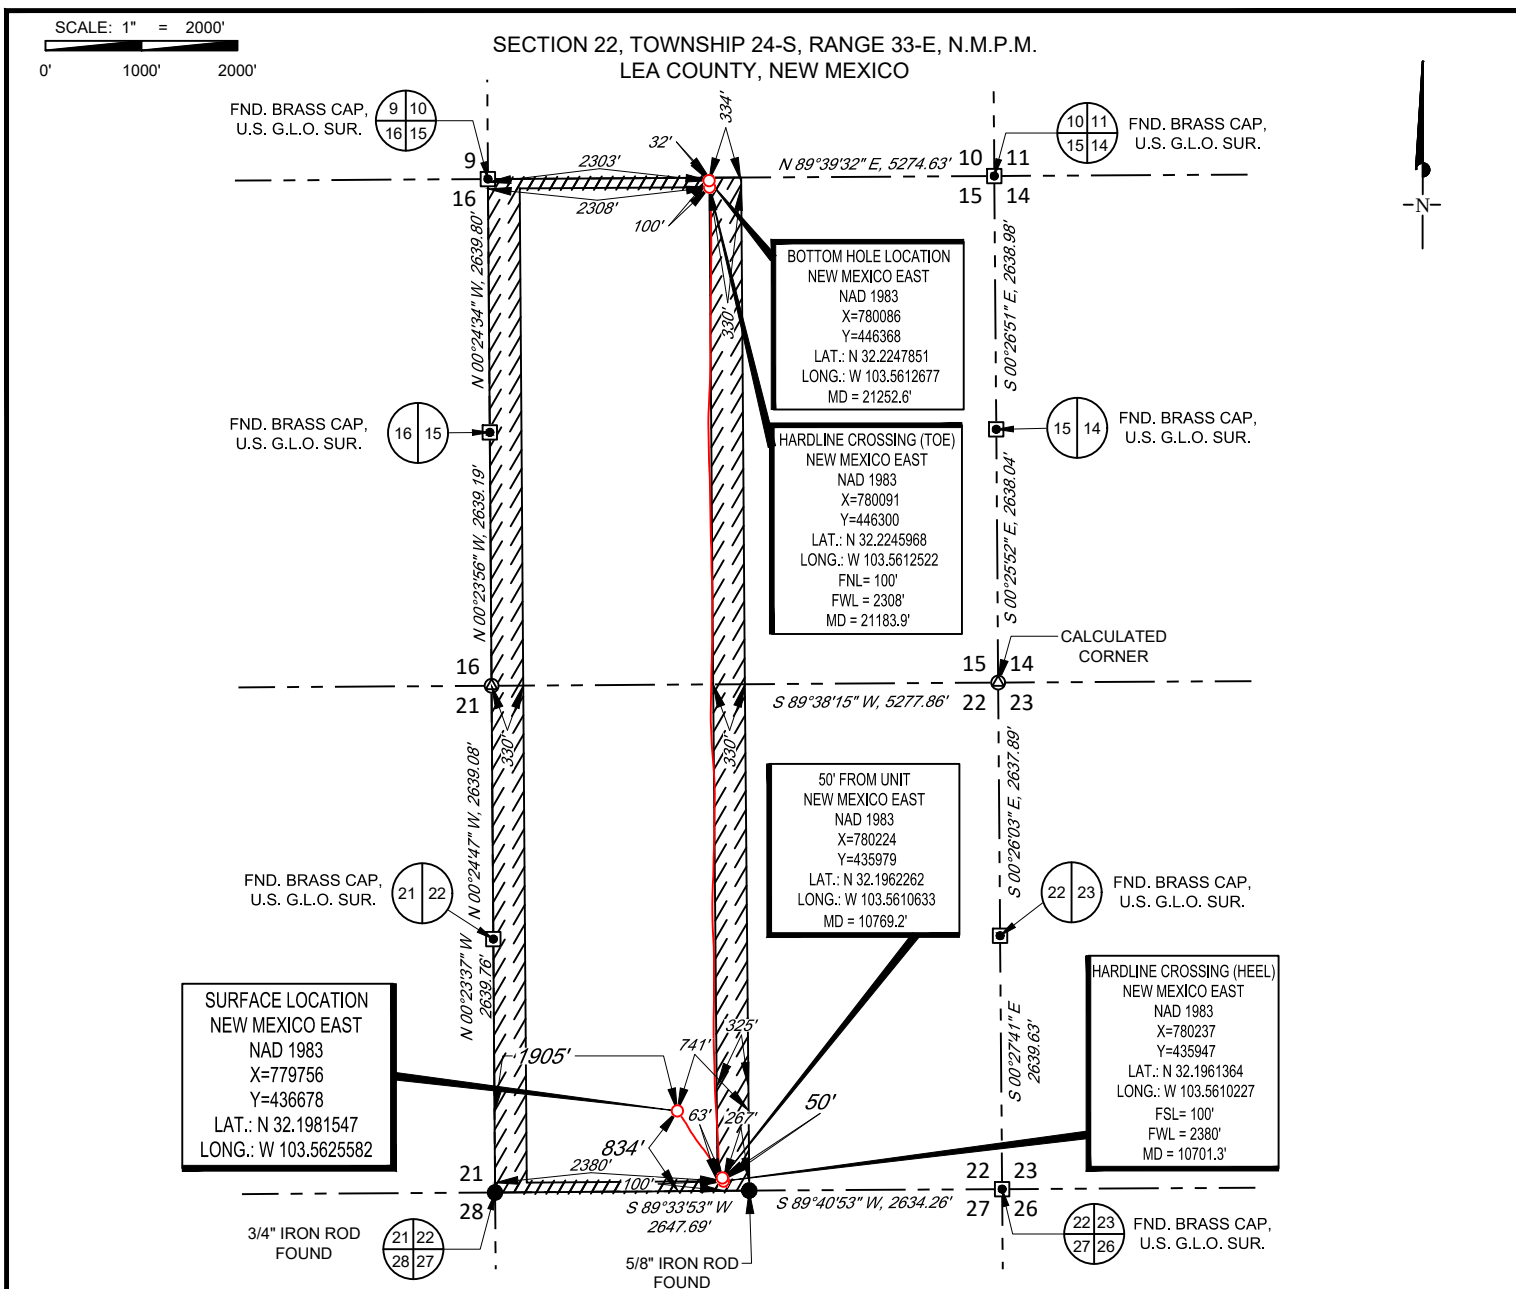 SCALE: 1" = 2000'
0' 1000' 2000'
SECTION 22, TOWNSHIP 24-S, RANGE 33-E, N.M.P.M.
LEA COUNTY, NEW MEXICO
FND. BRASS CAP,
U.S. G.L.O. SUR.
9 10
16 15
9
16
32'
2303'
334'
N 89°39'32" E, 5274.63'
2308'
100'
10 11
15 14
10 11
15 14
FND. BRASS CAP,
U.S. G.L.O. SUR.
-N-
N 00°24'34" W, 2639.80'
330'
S 00°26'51" E, 2638.98'
BOTTOM HOLE LOCATION
NEW MEXICO EAST
NAD 1983
X=780086
Y=446368
LAT.: N 32.2247851
LONG.: W 103.5612677
MD = 21252.6'
FND. BRASS CAP,
U.S. G.L.O. SUR.
16 15
15 14
FND. BRASS CAP,
U.S. G.L.O. SUR.
HARDLINE CROSSING (TOE)
NEW MEXICO EAST
NAD 1983
X=780091
Y=446300
LAT.: N 32.2245968
LONG.: W 103.5612522
FNL= 100'
FWL = 2308'
MD = 21183.9'
N 00°23'56" W, 2639.19'
S 00°25'52" E, 2638.04'
CALCULATED
CORNER
16
21
15 14
22 23
S 89°38'15" W, 5277.86'
330'
330'
N 00°24'47" W, 2639.08'
S 00°26'03" E, 2637.89'
50' FROM UNIT
NEW MEXICO EAST
NAD 1983
X=780224
Y=435979
LAT.: N 32.1962262
LONG.: W 103.5610633
MD = 10769.2'
FND. BRASS CAP,
U.S. G.L.O. SUR.
21 22
22 23
FND. BRASS CAP,
U.S. G.L.O. SUR.
N 00°23'37" W
2639.76'
S 00°27'41" E
2639.63'
SURFACE LOCATION
NEW MEXICO EAST
NAD 1983
X=779756
Y=436678
LAT.: N 32.1981547
LONG.: W 103.5625582
HARDLINE CROSSING (HEEL)
NEW MEXICO EAST
NAD 1983
X=780237
Y=435947
LAT.: N 32.1961364
LONG.: W 103.5610227
FSL= 100'
FWL = 2380'
MD = 10701.3'
1905'
741'
325'
63'
267'
50'
834'
2380'
100'
21
28
S 89°33'53" W
2647.69'
S 89°40'53" W, 2634.26'
22 23
27 26
3/4" IRON ROD
FOUND
21 22
28 27
5/8" IRON ROD
FOUND
22 23
27 26
FND. BRASS CAP,
U.S. G.L.O. SUR.